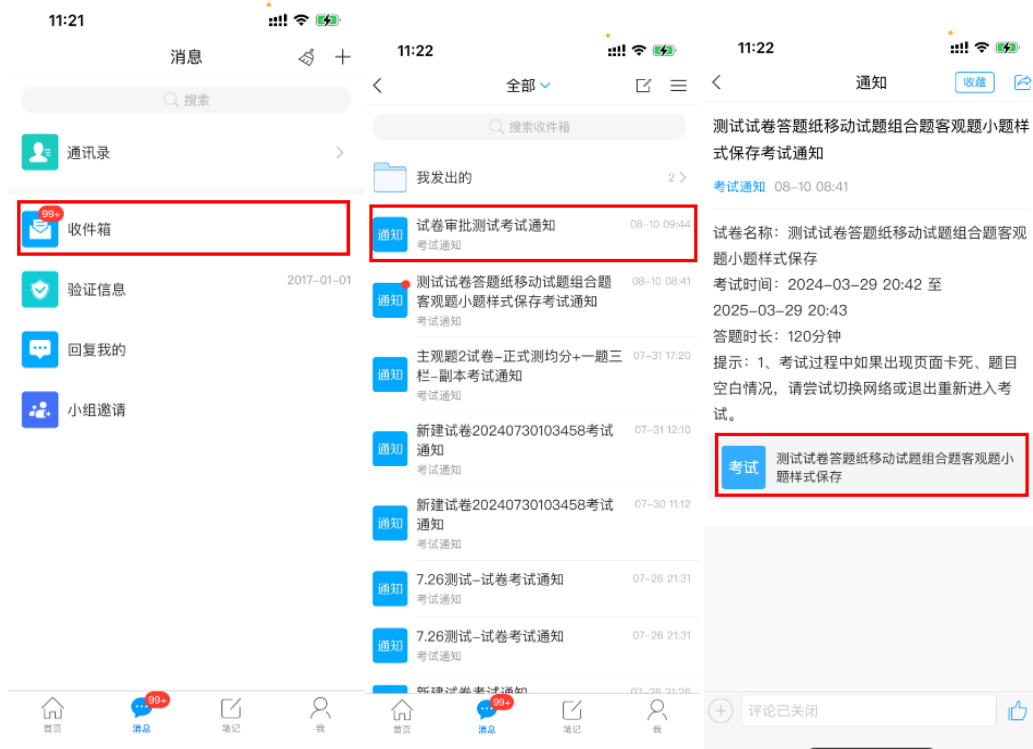 11:21
消息
搜索
通讯录
99+
收件箱
验证信息
2017-01-01
回复我的
小组邀请
首页
99+
消息
笔记
我
11:22
全部
搜索收件箱
我发出的
2
通知
试卷审批测试考试通知
08-10 09:44
考试通知
通知
测试试卷答题纸移动试题组合题
08-10 08:41
客观题小题样式保存考试通知
考试通知
通知
主观题2试卷-正式测均分+一题三
07-31 17:20
栏-副本考试通知
考试通知
通知
新建试卷20240730103458考试
07-31 12:10
通知
考试通知
通知
新建试卷20240730103458考试
07-30 11:12
通知
考试通知
通知
7.26测试-试卷考试通知
07-26 21:31
考试通知
通知
7.26测试-试卷考试通知
07-26 21:31
考试通知
新建试卷考试通知
07-26 21:26
首页
99+
消息
笔记
我
11:22
通知
收藏
测试试卷答题纸移动试题组合题客观题小题样
式保存考试通知
考试通知 08-10 08:41
试卷名称：测试试卷答题纸移动试题组合题客观
题小题样式保存
考试时间：2024-03-29 20:42 至
2025-03-29 20:43
答题时长：120分钟
提示：1、考试过程中如果出现页面卡死、题目
空白情况，请尝试切换网络或退出重新进入考
试。
考试
测试试卷答题纸移动试题组合题客观题小
题样式保存
评论已关闭